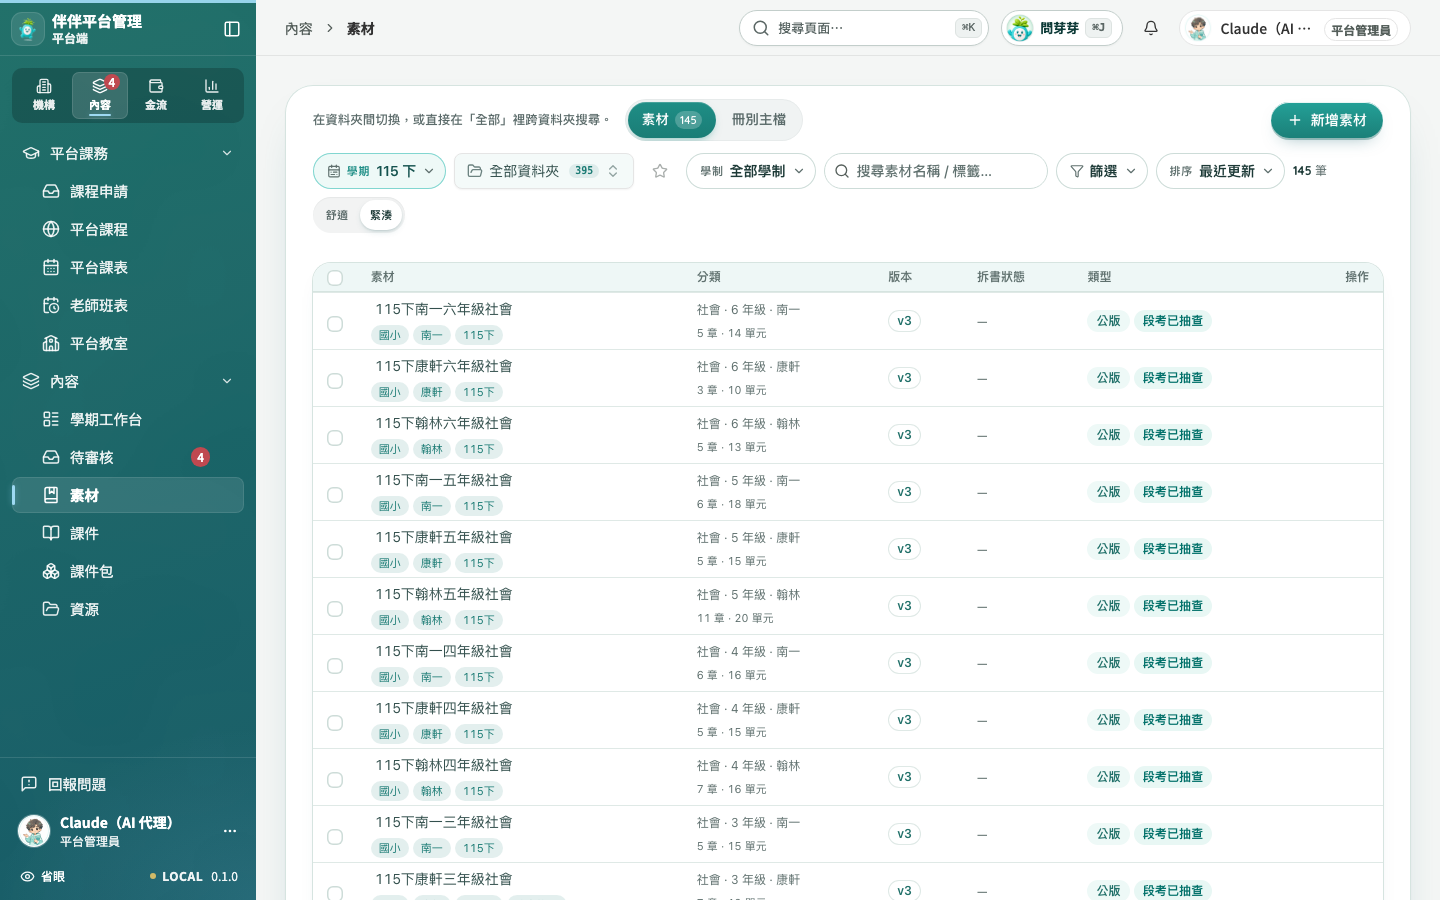 伴伴平台管理
平台端
機構
內容
4
金流
營運
平台課務
課程申請
平台課程
平台課表
老師班表
平台教室
內容
學期工作台
待審核
4
素材
課件
課件包
資源
回報問題
Claude（AI 代理）
平台管理員
省眼
LOCAL 0.1.0
內容 > 素材
搜尋頁面…
⌘K
問芽芽
⌘J
Claude（AI …
平台管理員
在資料夾間切換，或直接在「全部」裡跨資料夾搜尋。
素材 145
冊別主檔
+ 新增素材
學期 115 下
全部資料夾 395
學制 全部學制
搜尋素材名稱 / 標籤...
篩選
排序 最近更新
145 筆
舒適
緊湊
素材 分類 版本 拆書狀態 類型 操作
115下南一六年級社會
國小 南一 115下
社會 · 6 年級 · 南一
5 章 · 14 單元
v3 — 公版 段考已抽查
115下康軒六年級社會
國小 康軒 115下
社會 · 6 年級 · 康軒
3 章 · 10 單元
v3 — 公版 段考已抽查
115下翰林六年級社會
國小 翰林 115下
社會 · 6 年級 · 翰林
5 章 · 13 單元
v3 — 公版 段考已抽查
115下南一五年級社會
國小 南一 115下
社會 · 5 年級 · 南一
6 章 · 18 單元
v3 — 公版 段考已抽查
115下康軒五年級社會
國小 康軒 115下
社會 · 5 年級 · 康軒
5 章 · 15 單元
v3 — 公版 段考已抽查
115下翰林五年級社會
國小 翰林 115下
社會 · 5 年級 · 翰林
11 章 · 20 單元
v3 — 公版 段考已抽查
115下南一四年級社會
國小 南一 115下
社會 · 4 年級 · 南一
6 章 · 16 單元
v3 — 公版 段考已抽查
115下康軒四年級社會
國小 康軒 115下
社會 · 4 年級 · 康軒
5 章 · 15 單元
v3 — 公版 段考已抽查
115下翰林四年級社會
國小 翰林 115下
社會 · 4 年級 · 翰林
7 章 · 16 單元
v3 — 公版 段考已抽查
115下南一三年級社會
國小 南一 115下
社會 · 3 年級 · 南一
5 章 · 15 單元
v3 — 公版 段考已抽查
115下康軒三年級社會
社會 · 3 年級 · 康軒
v3 — 公版 段考已抽查